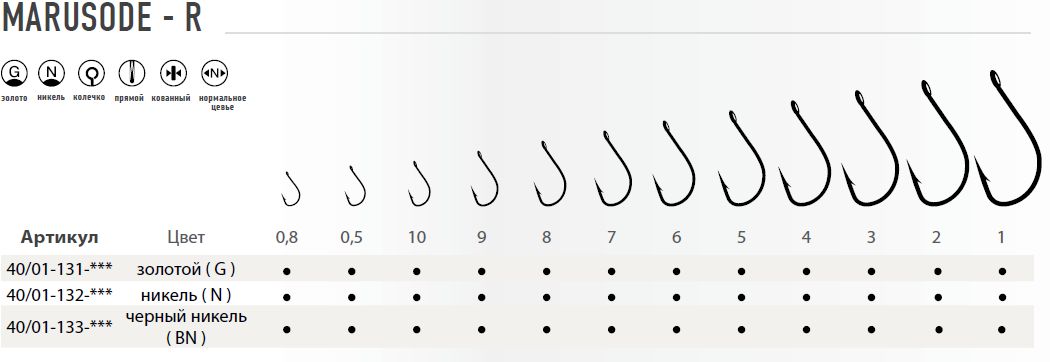 MARUSODE - R
G N N
золото никель колечко прямой кованный нормальное
цевье
Артикул Цвет 0,8 0,5 10 9 8 7 6 5 4 3 2 1
40/01-131-*** золотой ( G ) • • • • • • • • • • • •
40/01-132-*** никель ( N ) • • • • • • • • • • • •
40/01-133-*** черный никель • • • • • • • • • • • •
( BN )